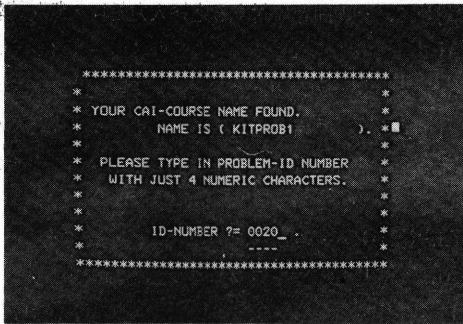 ****************************************
* *
* YOUR CAI-COURSE NAME FOUND. *
* NAME IS ( KITPROB1 ). *
* *
* PLEASE TYPE IN PROBLEM-ID NUMBER *
* WITH JUST 4 NUMERIC CHARACTERS. *
* *
* *
* ID-NUMBER ?= 0020_ . *
* ---- *
****************************************